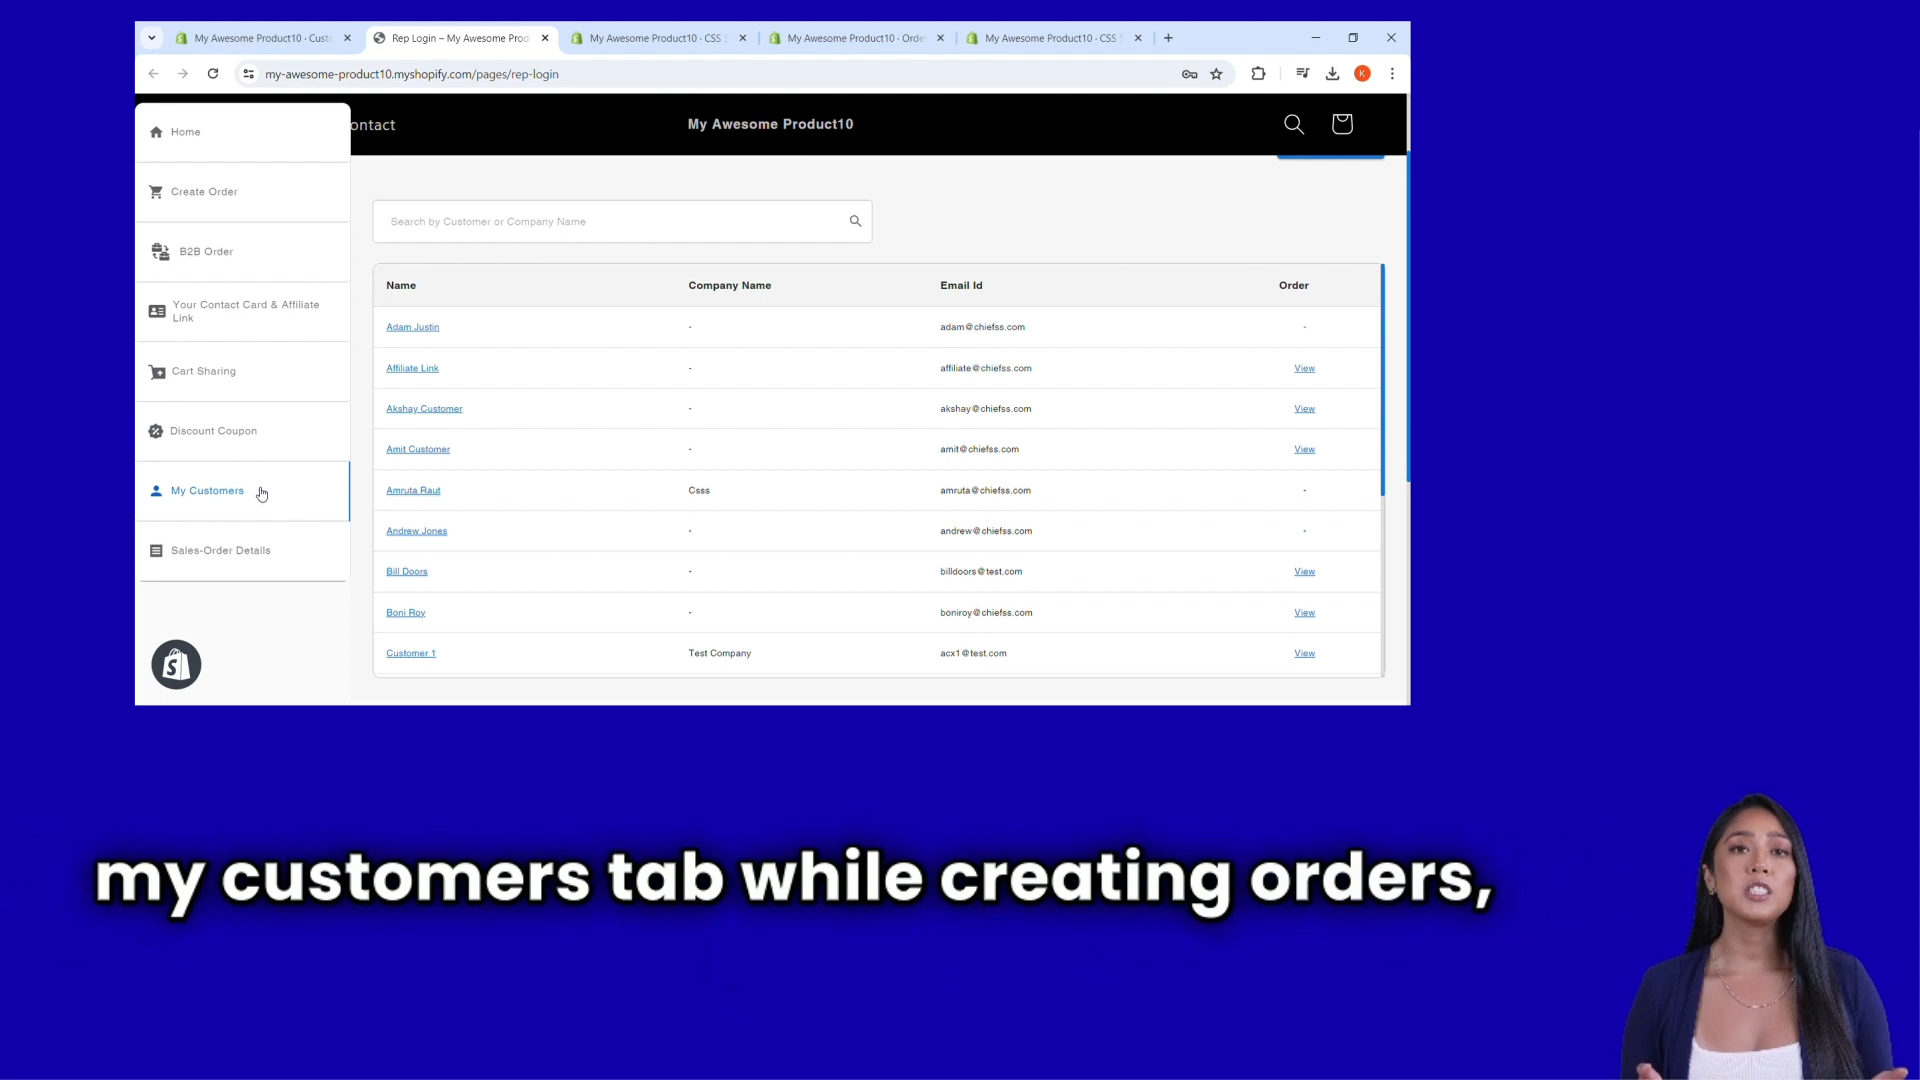 My Awesome Product10 · Custo
Rep Login – My Awesome Prod
My Awesome Product10 · CSS S
My Awesome Product10 · Orde
My Awesome Product10 · CSS S
my-awesome-product10.myshopify.com/pages/rep-login
K
ontact
My Awesome Product10
Home
Create Order
B2B Order
Your Contact Card & Affiliate
Link
Cart Sharing
Discount Coupon
My Customers
Sales-Order Details
Search by Customer or Company Name
Name Company Name Email Id Order
Adam Justin - adam@chiefss.com -
Affiliate Link - affiliate@chiefss.com View
Akshay Customer - akshay@chiefss.com View
Amit Customer - amit@chiefss.com View
Amruta Raut Csss amruta@chiefss.com -
Andrew Jones - andrew@chiefss.com -
Bill Doors - billdoors@test.com View
Boni Roy - boniroy@chiefss.com View
Customer 1 Test Company acx1@test.com View
my customers tab while creating orders,